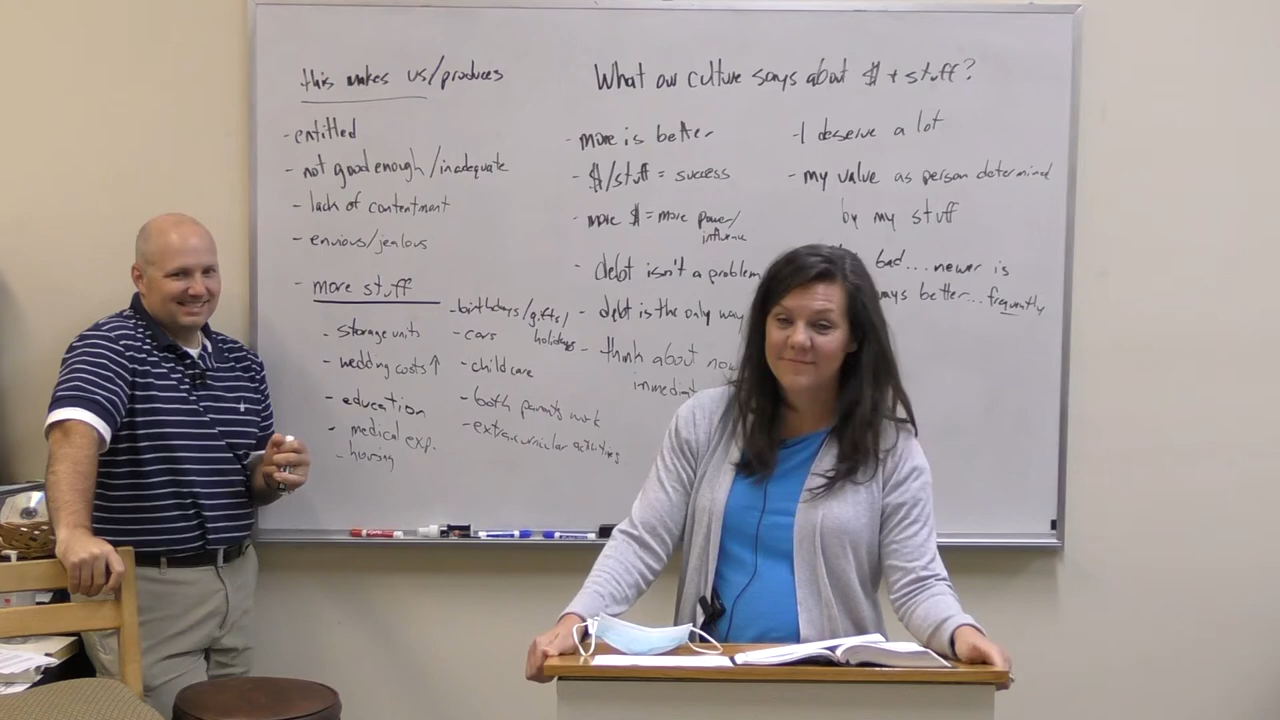 this makes us/produces
- entitled
- not good enough/inadequate
- lack of contentment
- envious/jealous
- more stuff
- storage units
- wedding costs ↑
- education
- medical exp.
- housing
- birthdays/gifts/
holidays
- cars
- childcare
- both parents work
- extracurricular activities
What our culture says about $ + stuff?
- more is better
- $/stuff = success
- more $ = more power/
influence
- debt isn't a problem
- debt is the only way
- think about now
- I deserve a lot
- my value as person determined
by my stuff
bad... newer is
better... frequently